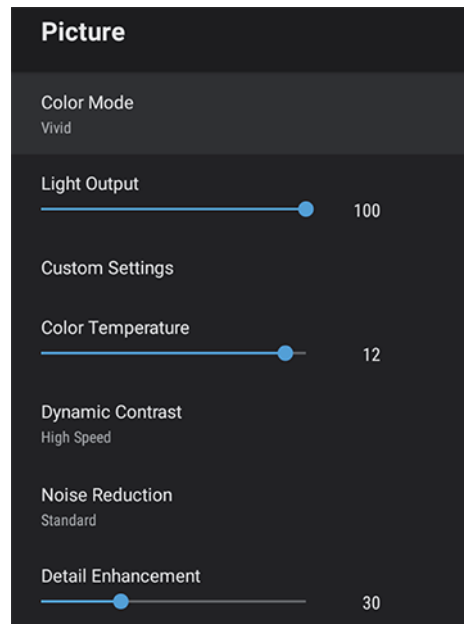 Picture
Color Mode
Vivid
Light Output
100
Custom Settings
Color Temperature
12
Dynamic Contrast
High Speed
Noise Reduction
Standard
Detail Enhancement
30